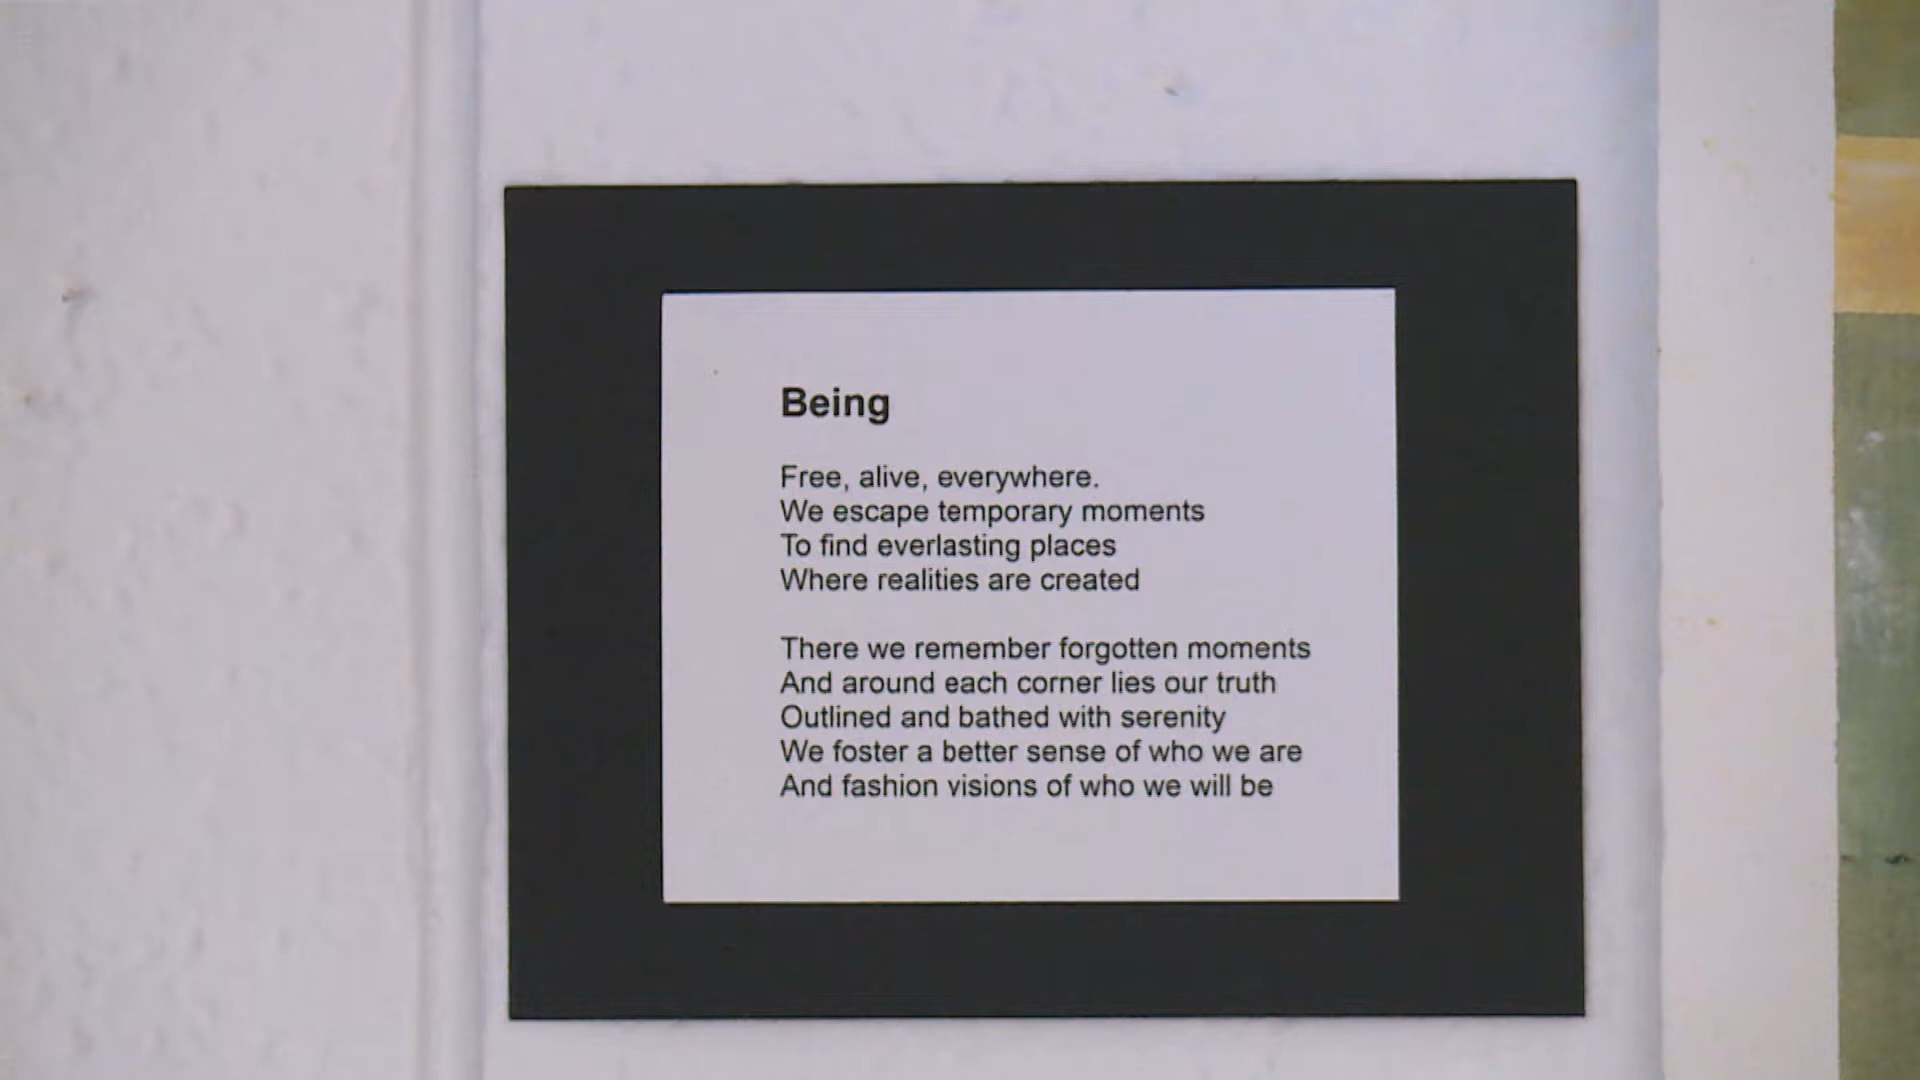 Being
Free, alive, everywhere.
We escape temporary moments
To find everlasting places
Where realities are created
There we remember forgotten moments
And around each corner lies our truth
Outlined and bathed with serenity
We foster a better sense of who we are
And fashion visions of who we will be